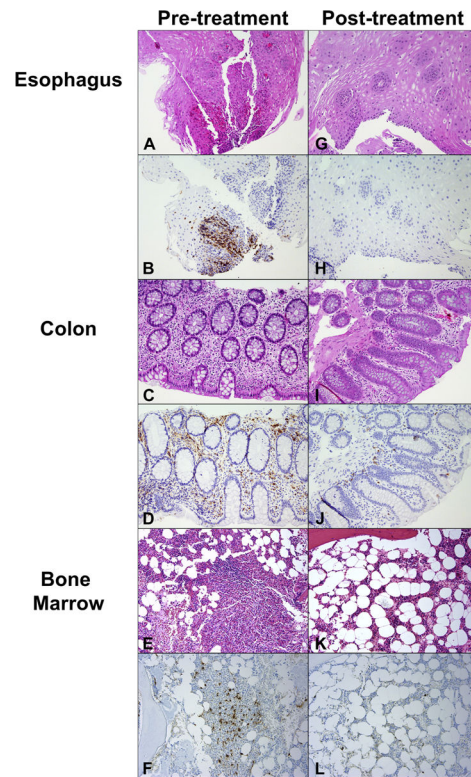 Pre-treatment Post-treatment
Esophagus
A G
B H
Colon
C I
D J
Bone
Marrow
E K
F L